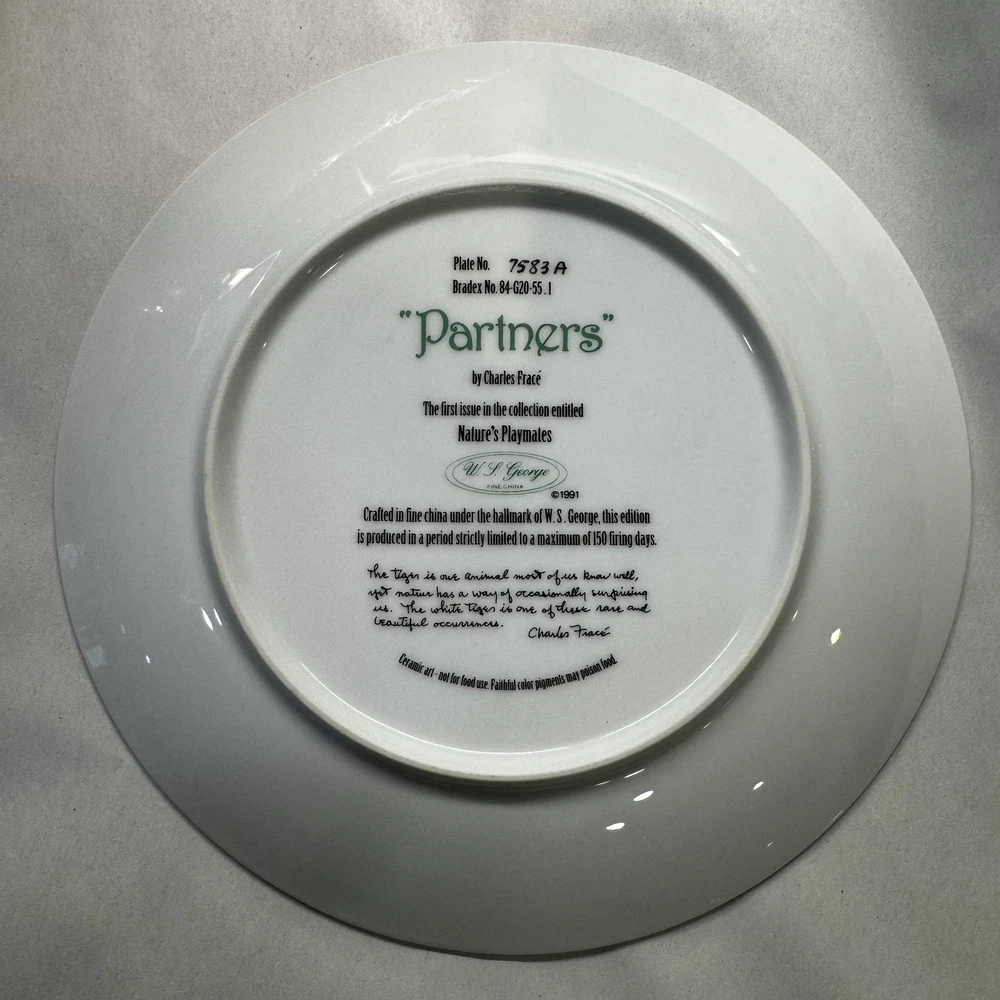 Plate No. 7583 A
Bradex No. 84-G20-55.1
"Partners"
by Charles Fracé
The first issue in the collection entitled
Nature's Playmates
W. S. George
FINE CHINA
©1991
Crafted in fine china under the hallmark of W. S. George, this edition
is produced in a period strictly limited to a maximum of 150 firing days.
The tiger is one animal most of us know well,
yet nature has a way of occasionally surprising
us. The white tiger is one of these rare and
beautiful occurrences. Charles Fracé
Ceramic art - not for food use. Faithful color pigments may poison food.